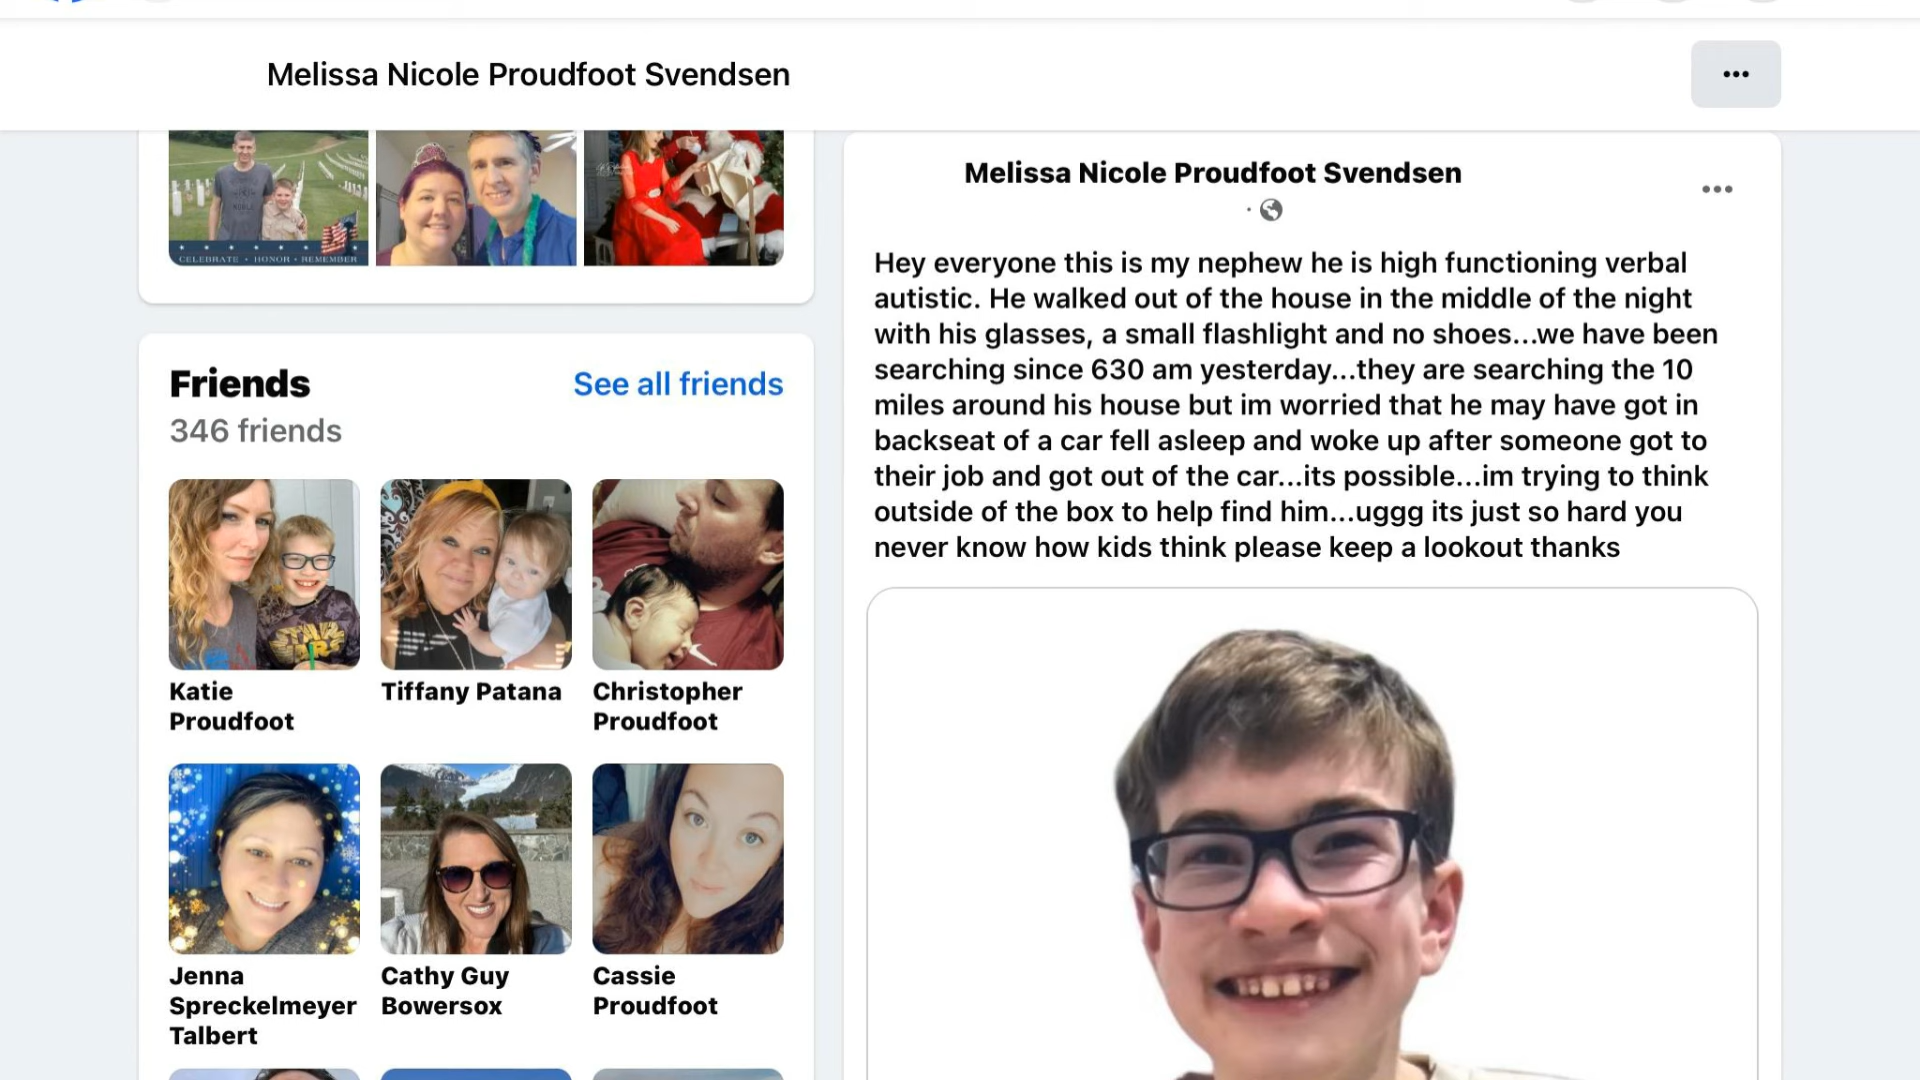 Melissa Nicole Proudfoot Svendsen
CELEBRATE • HONOR • REMEMBER
Friends
See all friends
346 friends
STAR
WARS
Katie
Proudfoot
Tiffany Patana
Christopher
Proudfoot
Jenna
Spreckelmeyer
Talbert
Cathy Guy
Bowersox
Cassie
Proudfoot
Melissa Nicole Proudfoot Svendsen
Hey everyone this is my nephew he is high functioning verbal
autistic. He walked out of the house in the middle of the night
with his glasses, a small flashlight and no shoes...we have been
searching since 630 am yesterday...they are searching the 10
miles around his house but im worried that he may have got in
backseat of a car fell asleep and woke up after someone got to
their job and got out of the car...its possible...im trying to think
outside of the box to help find him...uggg its just so hard you
never know how kids think please keep a lookout thanks